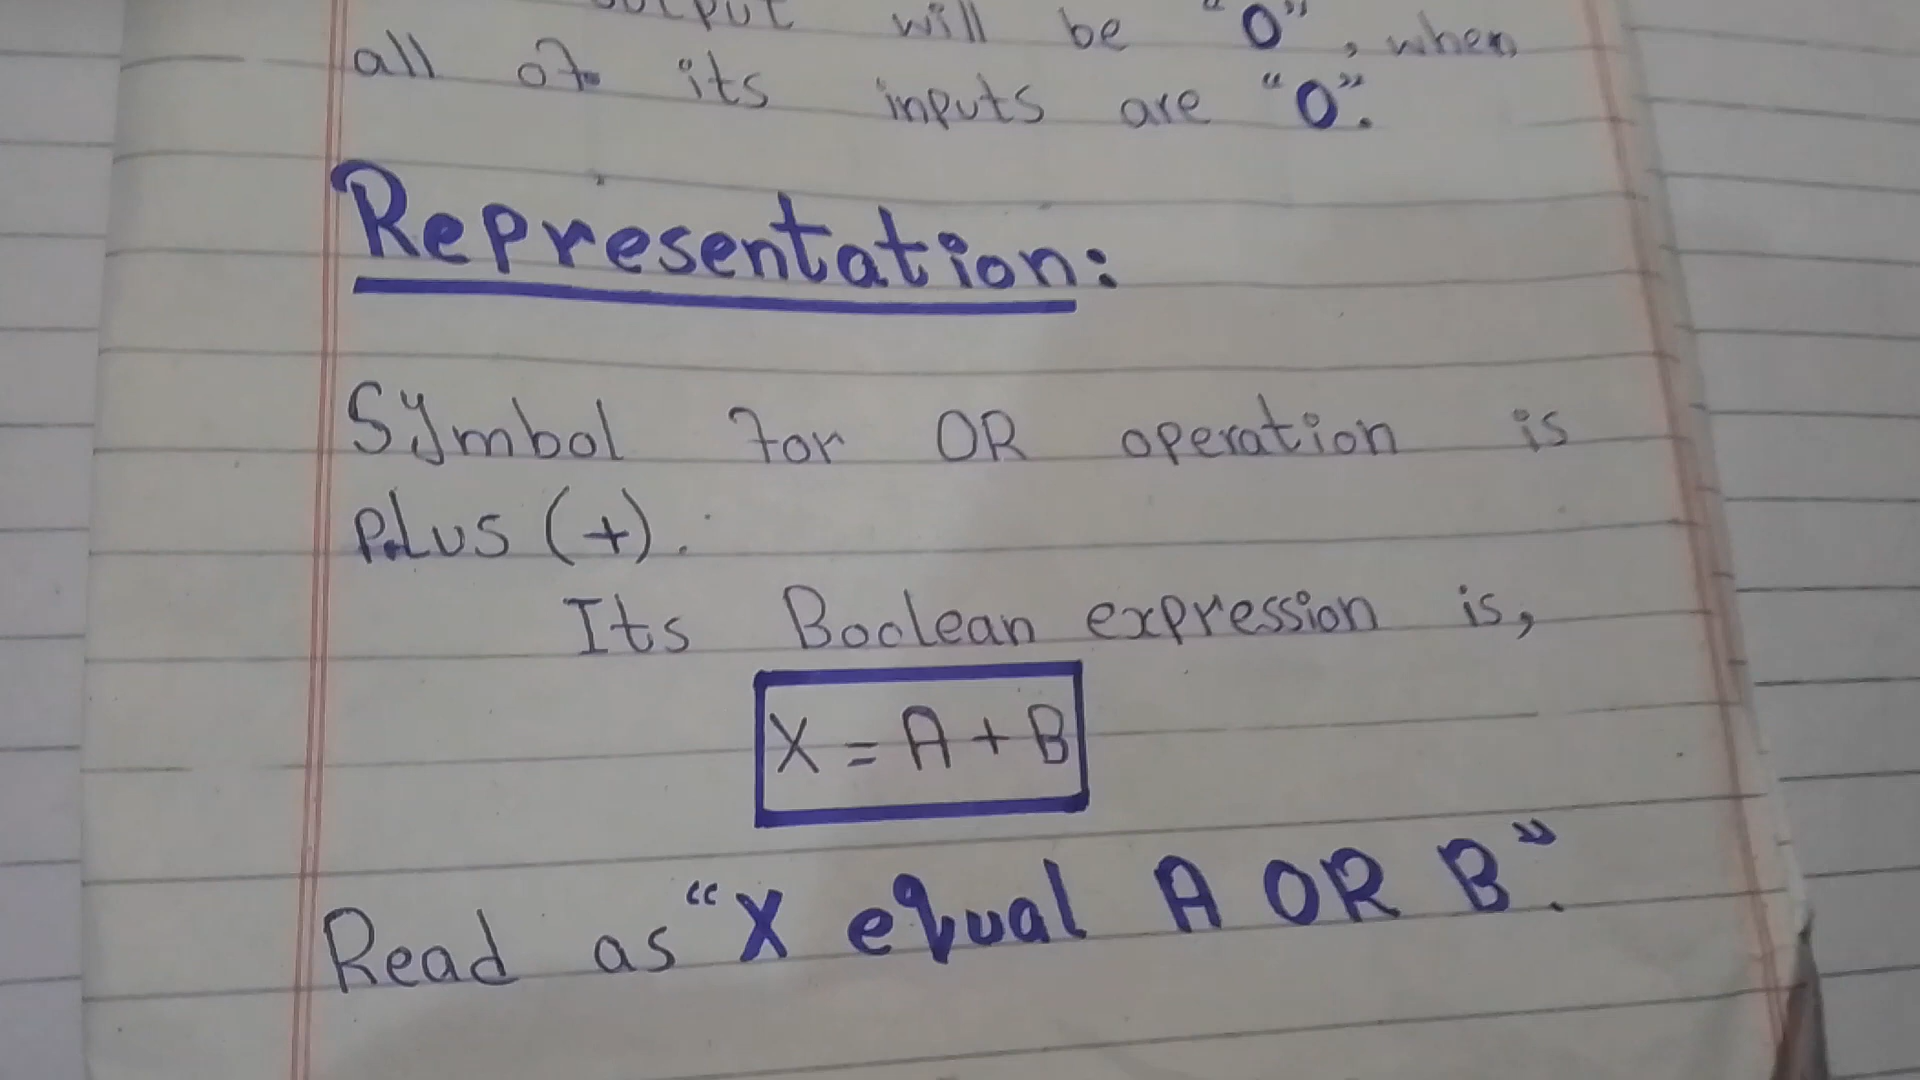 output will be "0", when
all of its inputs are "0".
Representation:
Symbol for OR operation is
plus (+).
Its Boolean expression is,
X = A + B
Read as "X equal A OR B".